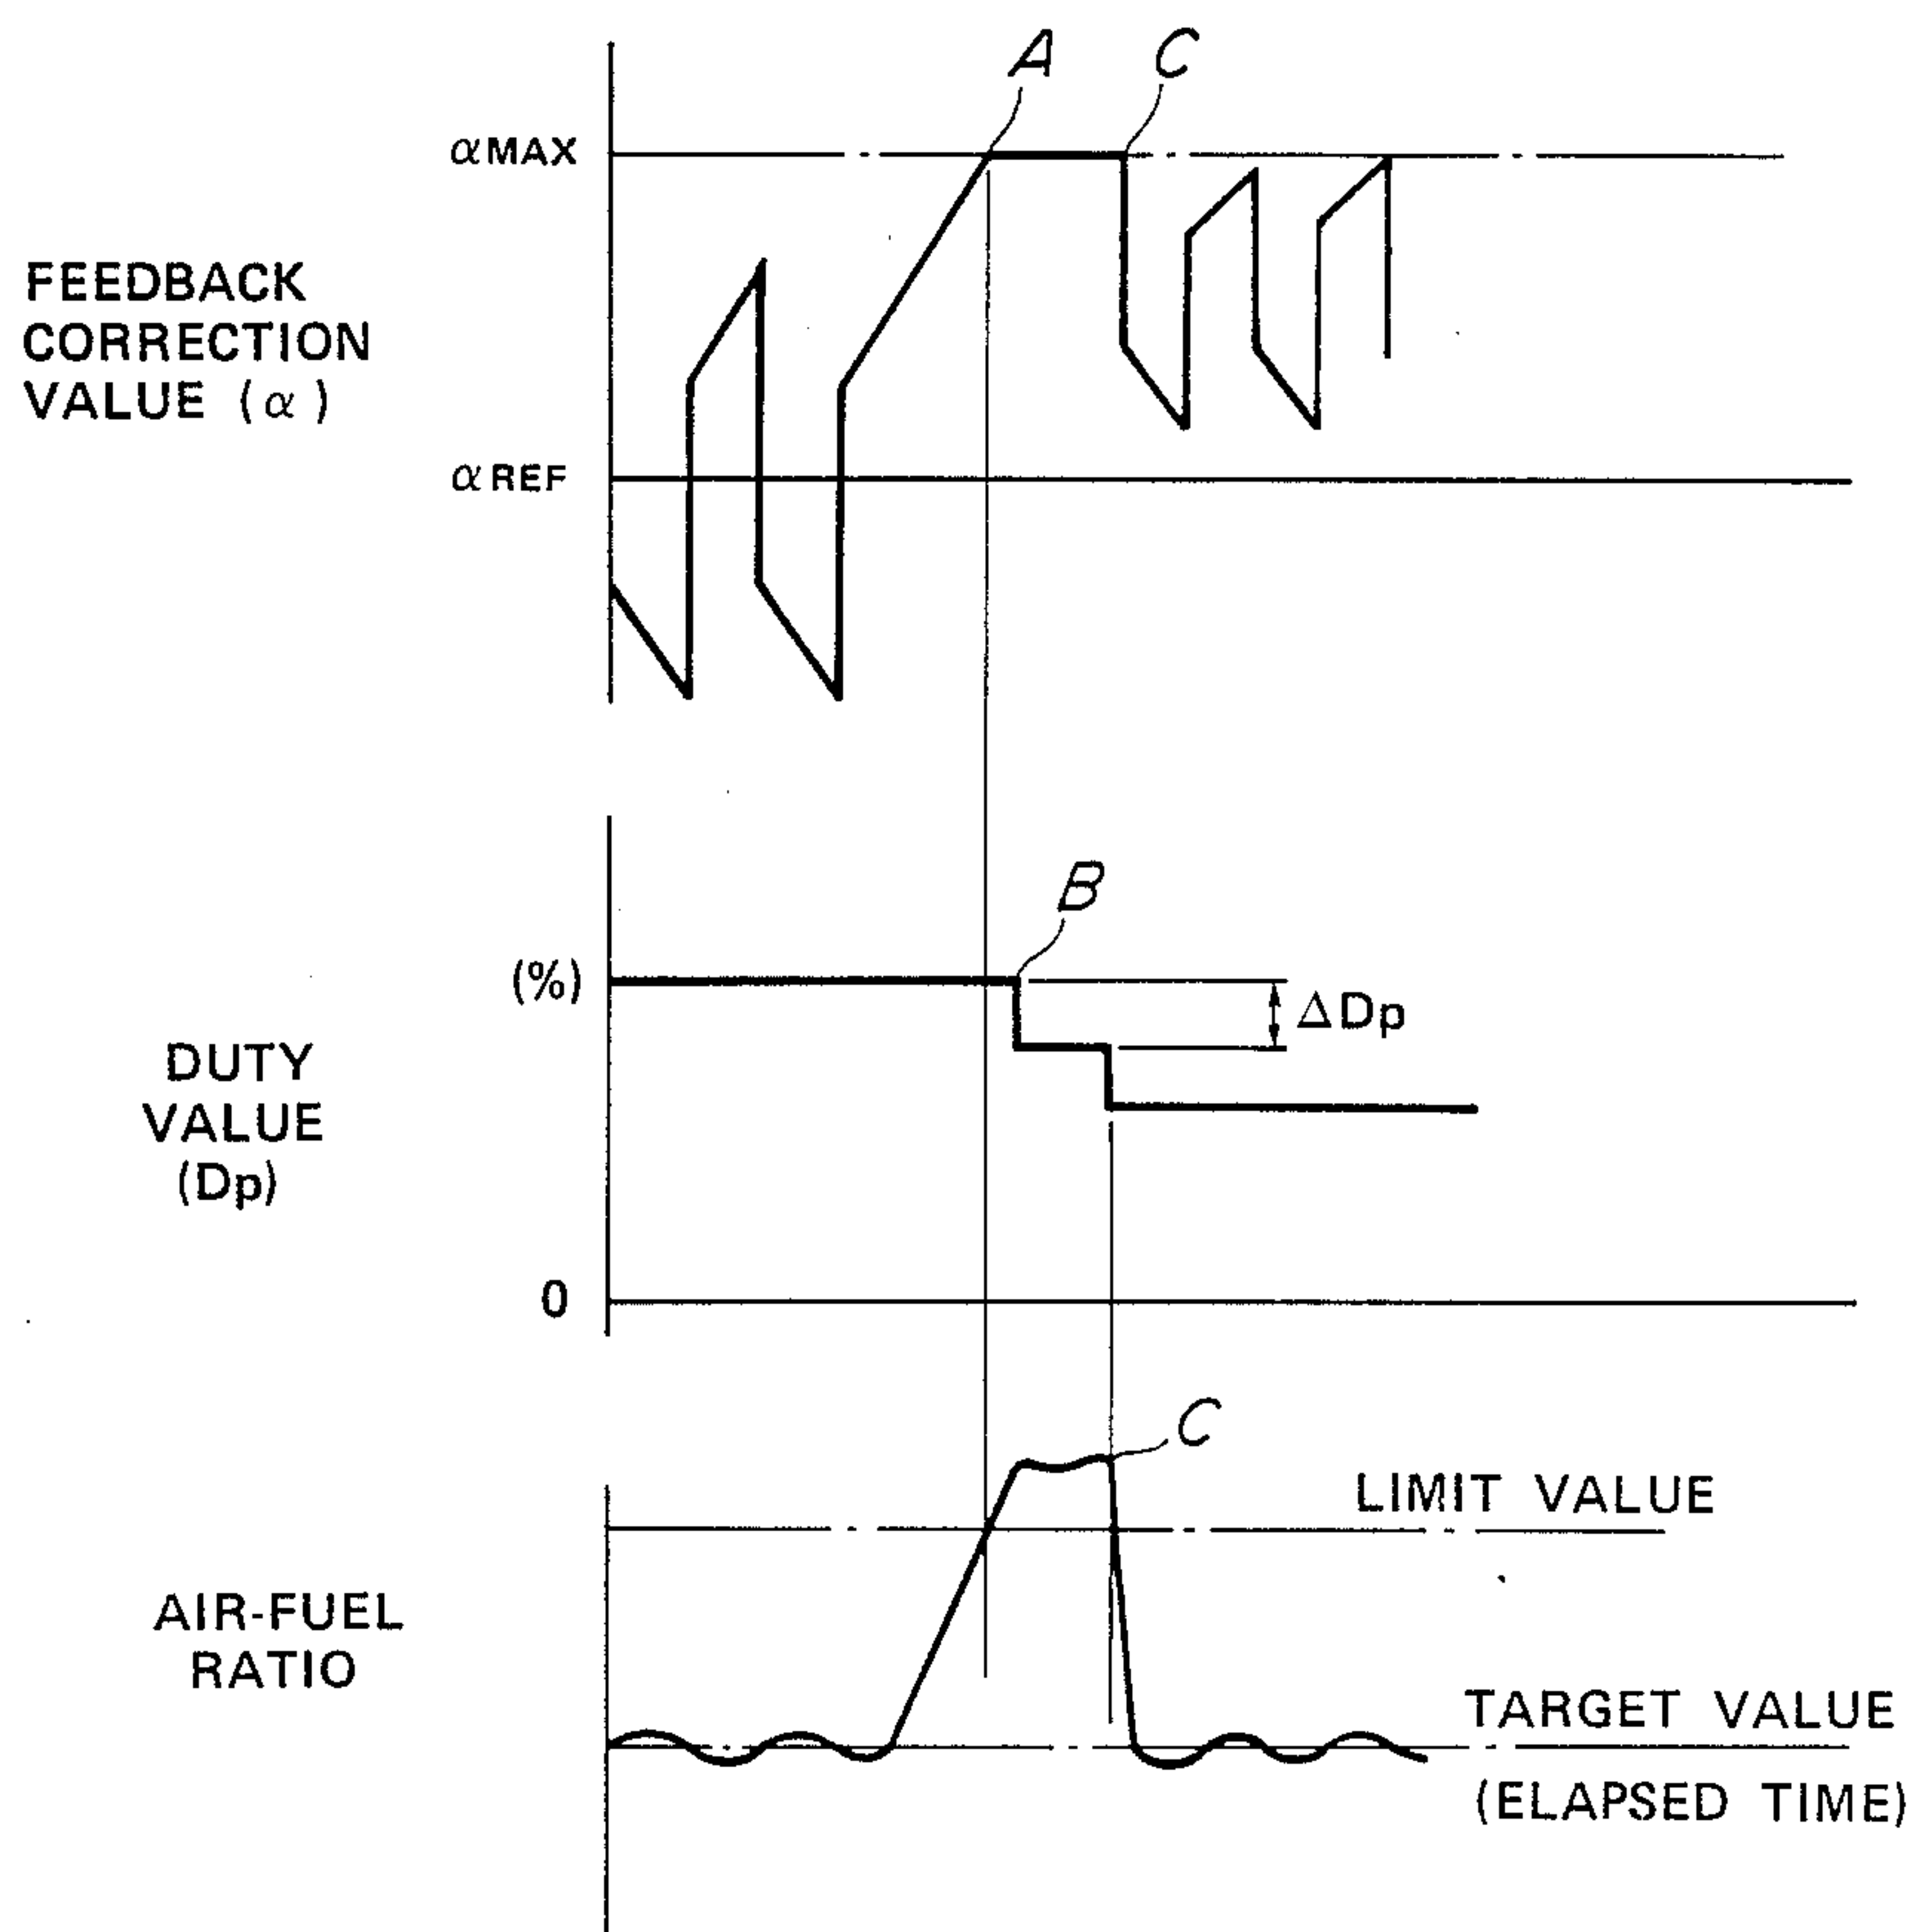 A
C
αMAX
FEEDBACK
CORRECTION
VALUE (α)
αREF
B
(%)
ΔDp
DUTY
VALUE
(Dp)
0
C
LIMIT VALUE
AIR-FUEL
RATIO
TARGET VALUE
(ELAPSED TIME)